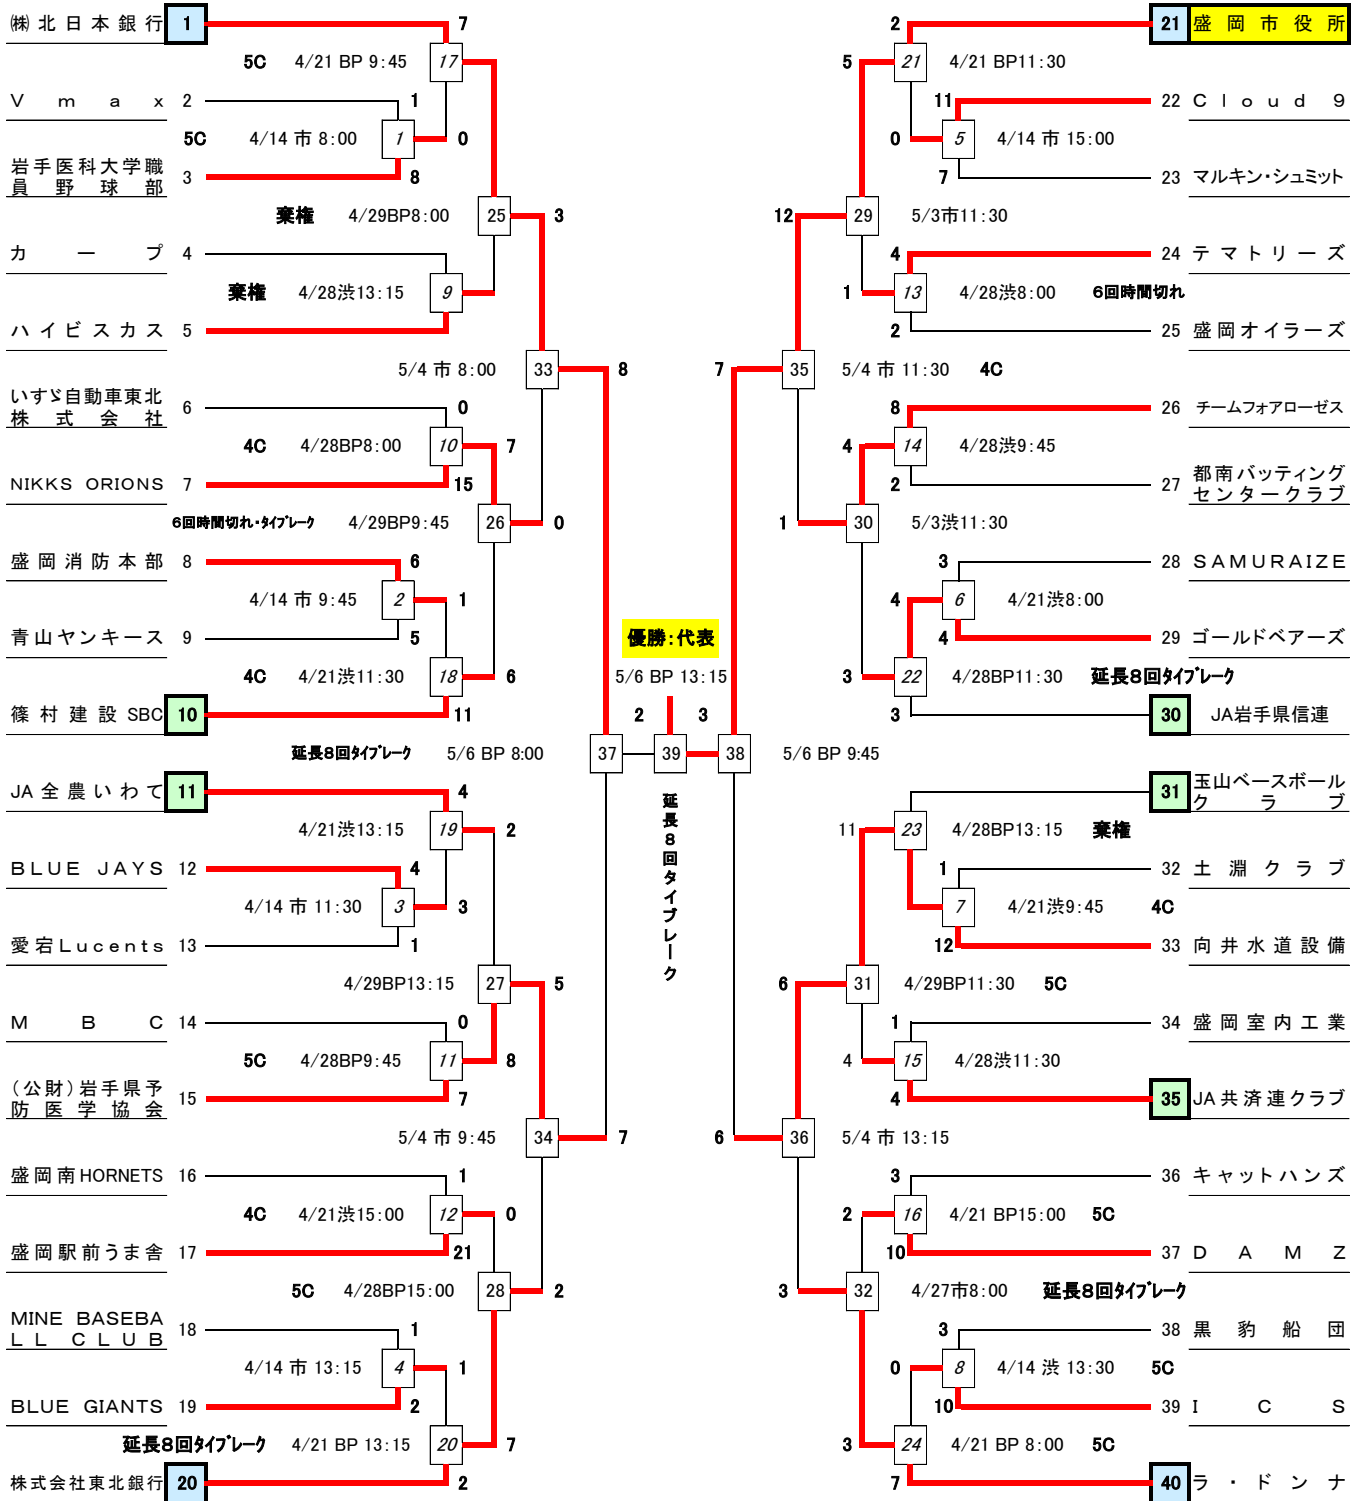 ㈱北日本銀行 1 7 2 21 盛岡市役所
5C 4/21 BP 9:45 17 5 21 4/21 BP11:30
Vmax 2 1 11 22 Cloud 9
5C 4/14 市 8:00 1 0 0 5 4/14 市 15:00
岩手医科大学職
員野球部 3 8 7 23 マルキン・シュミット
棄権 4/29BP8:00 25 3 12 29 5/3市11:30
カープ 4 4 24 テマトリーズ
棄権 4/28渋13:15 9 1 13 4/28渋8:00 6回時間切れ
ハイビスカス 5 2 25 盛岡オイラーズ
5/4 市 8:00 33 8 7 35 5/4 市 11:30 4C
いすゞ自動車東北
株式会社 6 0 8 26 チームフォアローゼス
4C 4/28BP8:00 10 7 4 14 4/28渋9:45
NIKKS ORIONS 7 15 2 27 都南バッティング
センタークラブ
6回時間切れ・タイブレーク 4/29BP9:45 26 0 1 30 5/3渋11:30
盛岡消防本部 8 6 3 28 SAMURAIZE
4/14 市 9:45 2 1 4 6 4/21渋8:00
青山ヤンキース 9 5 優勝:代表 4 29 ゴールドベアーズ
4C 4/21渋11:30 18 6 5/6 BP 13:15 3 22 4/28BP11:30 延長8回タイブレーク
篠村建設SBC 10 11 2 3 3 30 JA岩手県信連
延長8回タイブレーク 5/6 BP 8:00 37 39 38 5/6 BP 9:45
JA全農いわて 11 4 31 玉山ベースボール
クラブ
4/21渋13:15 19 2 延長8回タイブレーク 11 23 4/28BP13:15 棄権
BLUE JAYS 12 4 1 32 土淵クラブ
4/14 市 11:30 3 3 7 4/21渋9:45 4C
愛宕Lucents 13 1 12 33 向井水道設備
4/29BP13:15 27 5 6 31 4/29BP11:30 5C
MBC 14 0 1 34 盛岡室内工業
5C 4/28BP9:45 11 8 4 15 4/28渋11:30
(公財)岩手県予
防医学協会 15 7 4 35 JA共済連クラブ
5/4 市 9:45 34 7 6 36 5/4 市 13:15
盛岡南HORNETS 16 1 3 36 キャットハンズ
4C 4/21渋15:00 12 0 2 16 4/21 BP15:00 5C
盛岡駅前うま舎 17 21 10 37 DAMZ
5C 4/28BP15:00 28 2 3 32 4/27市8:00 延長8回タイブレーク
MINE BASEBA
LL CLUB 18 1 3 38 黒豹船団
4/14 市 13:15 4 1 0 8 4/14 渋 13:30 5C
BLUE GIANTS 19 2 10 39 ICS
延長8回タイブレーク 4/21 BP 13:15 20 7 3 24 4/21 BP 8:00 5C
株式会社東北銀行 20 2 7 40 ラ・ドンナ